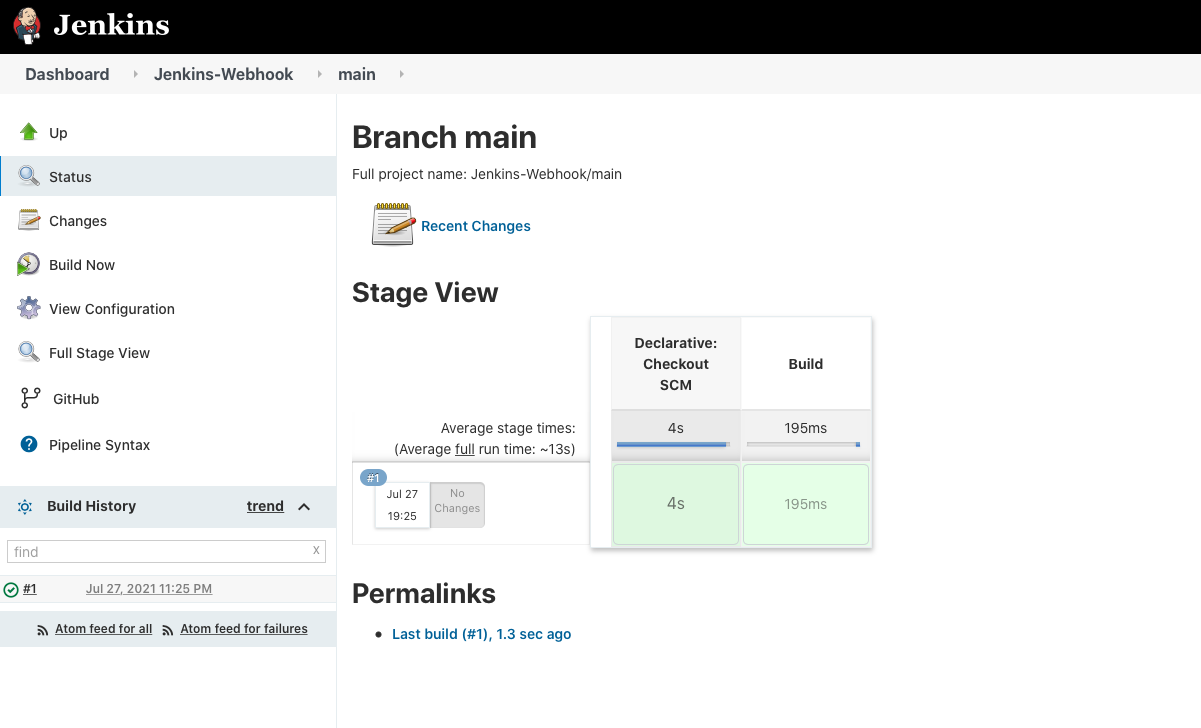 Jenkins
Dashboard
Jenkins-Webhook
main
Up
Status
Changes
Build Now
View Configuration
Full Stage View
GitHub
? Pipeline Syntax
Build History
trend
find
x
#1
Jul 27, 2021 11:25 PM
Atom feed for all
Atom feed for failures
Branch main
Full project name: Jenkins-Webhook/main
Recent Changes
Stage View
Declarative:
Checkout
SCM
Build
Average stage times:
(Average full run time: ~13s)
4s
195ms
#1
Jul 27
19:25
No
Changes
4s
195ms
Permalinks
Last build (#1), 1.3 sec ago